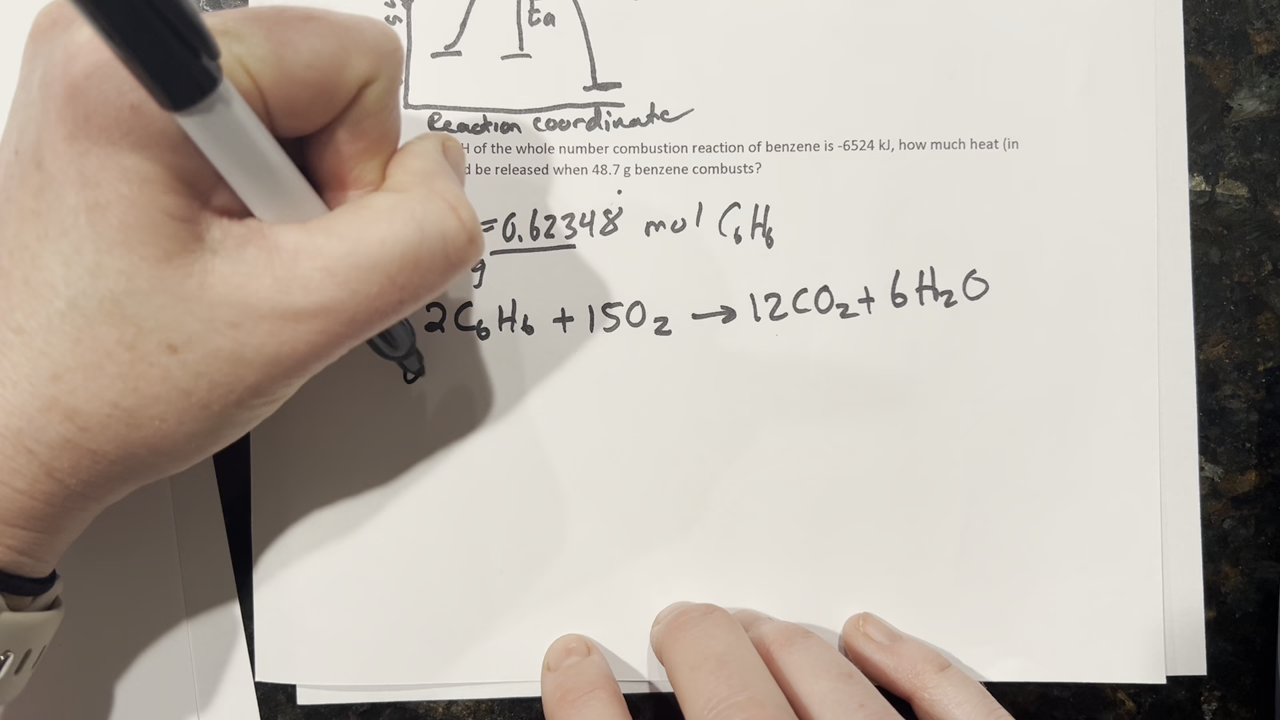 Ea
Reaction coordinate
H of the whole number combustion reaction of benzene is -6524 kJ, how much heat (in
d be released when 48.7 g benzene combusts?
=0.62348 mol C₆H₆
g
2C₆H₆ + 15O₂ → 12CO₂ + 6H₂O